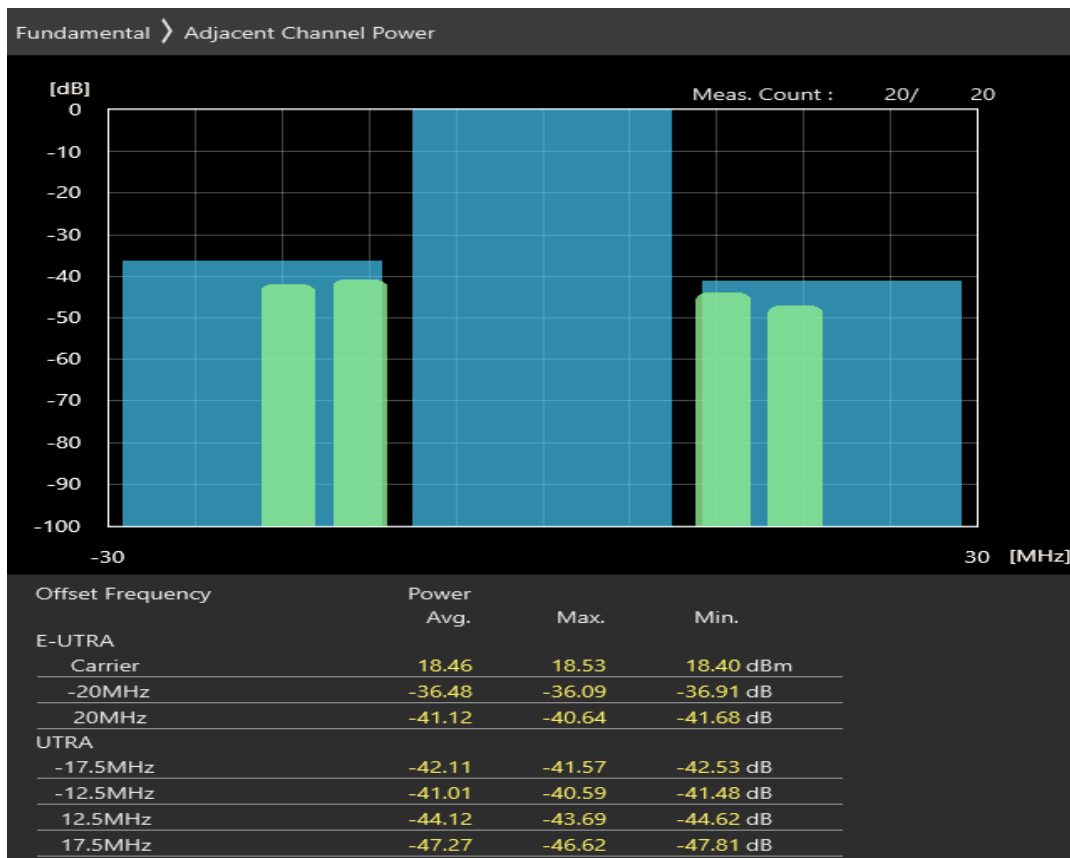 Fundamental 〉 Adjacent Channel Power
[dB]
Meas. Count : 20/ 20
0
-10
-20
-30
-40
-50
-60
-70
-80
-90
-100
-30 30 [MHz]
Offset Frequency Power
Avg. Max. Min.
E-UTRA
Carrier 18.46 18.53 18.40 dBm
-20MHz -36.48 -36.09 -36.91 dB
20MHz -41.12 -40.64 -41.68 dB
UTRA
-17.5MHz -42.11 -41.57 -42.53 dB
-12.5MHz -41.01 -40.59 -41.48 dB
12.5MHz -44.12 -43.69 -44.62 dB
17.5MHz -47.27 -46.62 -47.81 dB